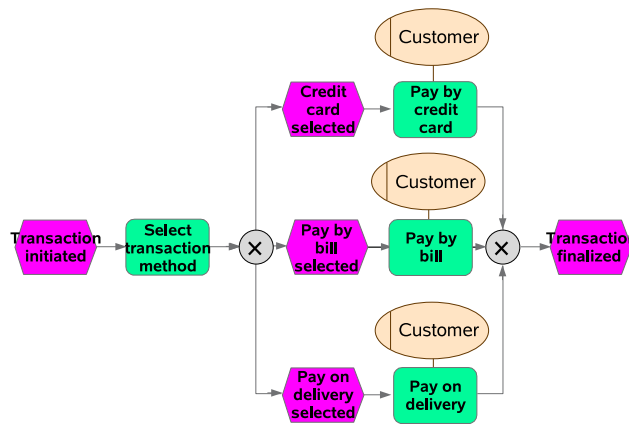 Customer
Credit
card
selected
Pay by
credit
card
Customer
Transaction
initiated
Select
transaction
method
×
Pay by
bill
selected
Pay by
bill
×
Transaction
finalized
Customer
Pay on
delivery
selected
Pay on
delivery